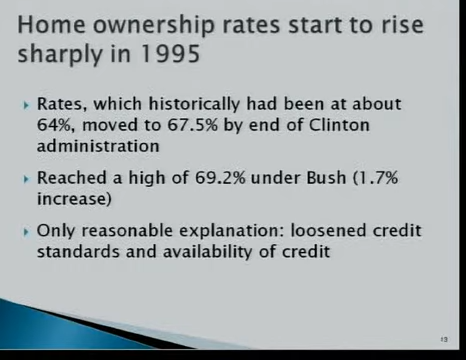 Home ownership rates start to rise
sharply in 1995
Rates, which historically had been at about
64%, moved to 67.5% by end of Clinton
administration
Reached a high of 69.2% under Bush (1.7%
increase)
Only reasonable explanation: loosened credit
standards and availability of credit
13